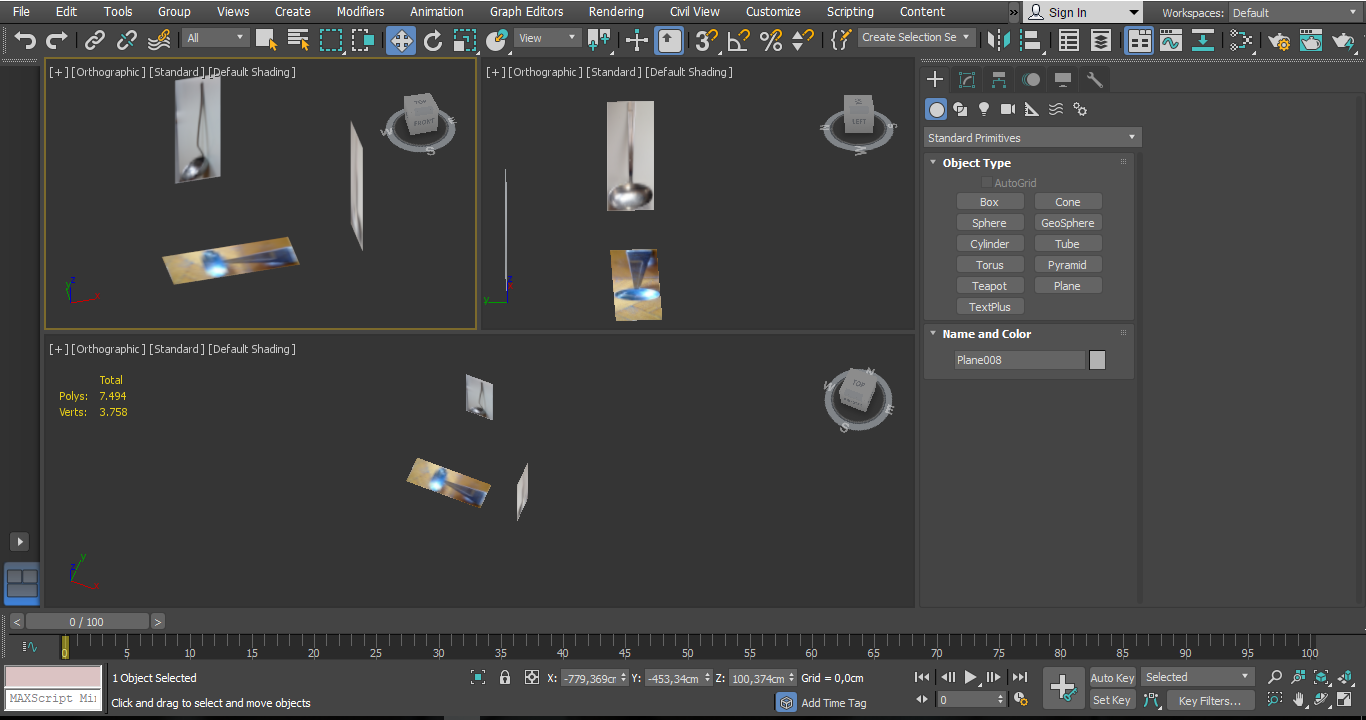 File Edit Tools Group Views Create Modifiers Animation Graph Editors Rendering Civil View Customize Scripting Content » Sign In Workspaces: Default
All View Create Selection Se
[+] [Orthographic] [Standard] [Default Shading]
[+] [Orthographic] [Standard] [Default Shading]
TOP FRONT W S
LEFT N S W
Standard Primitives
Object Type
AutoGrid
Box Cone
Sphere GeoSphere
Cylinder Tube
Torus Pyramid
Teapot Plane
TextPlus
Name and Color
Plane008
z y x
z y
[+] [Orthographic] [Standard] [Default Shading]
Total
Polys: 7.494
Verts: 3.758
TOP N W E S
y z
< 0 / 100 >
0 5 10 15 20 25 30 35 40 45 50 55 60 65 70 75 80 85 90 95 100
1 Object Selected X: -779,369cm Y: -453,34cm Z: 100,374cm Grid = 0,0cm Auto Key Selected
MAXScript Mi Click and drag to select and move objects Add Time Tag 0 Set Key Key Filters...